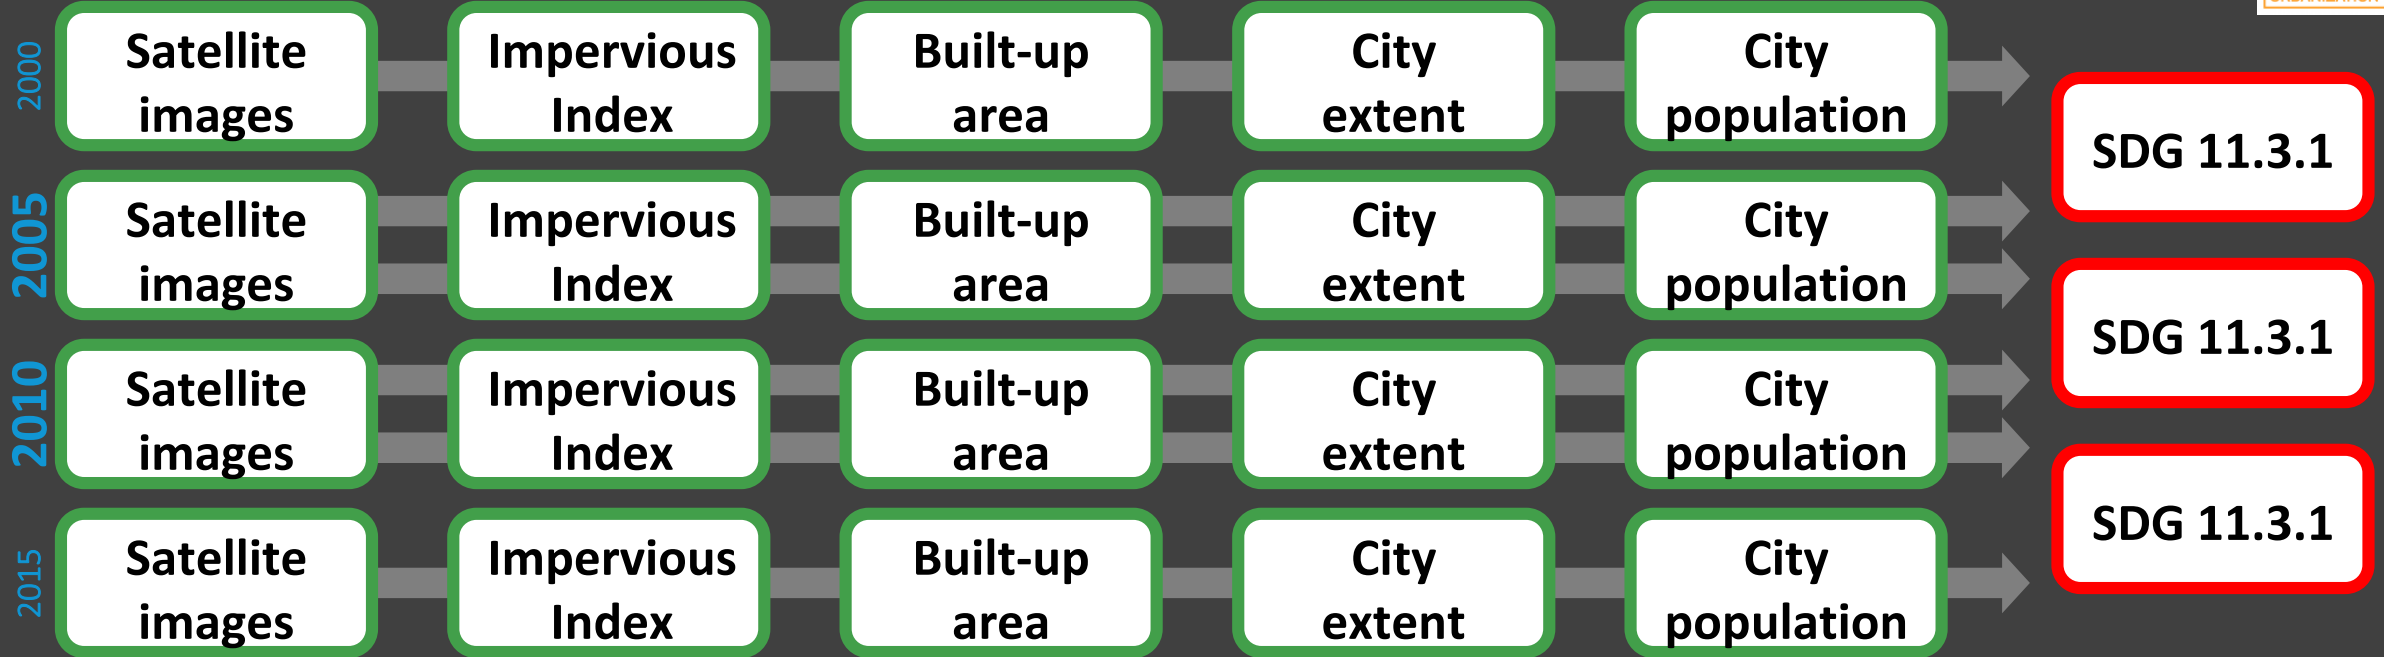 2000
Satellite
images
Impervious
Index
Built-up
area
City
extent
City
population
SDG 11.3.1
2005
Satellite
images
Impervious
Index
Built-up
area
City
extent
City
population
SDG 11.3.1
2010
Satellite
images
Impervious
Index
Built-up
area
City
extent
City
population
SDG 11.3.1
2015
Satellite
images
Impervious
Index
Built-up
area
City
extent
City
population